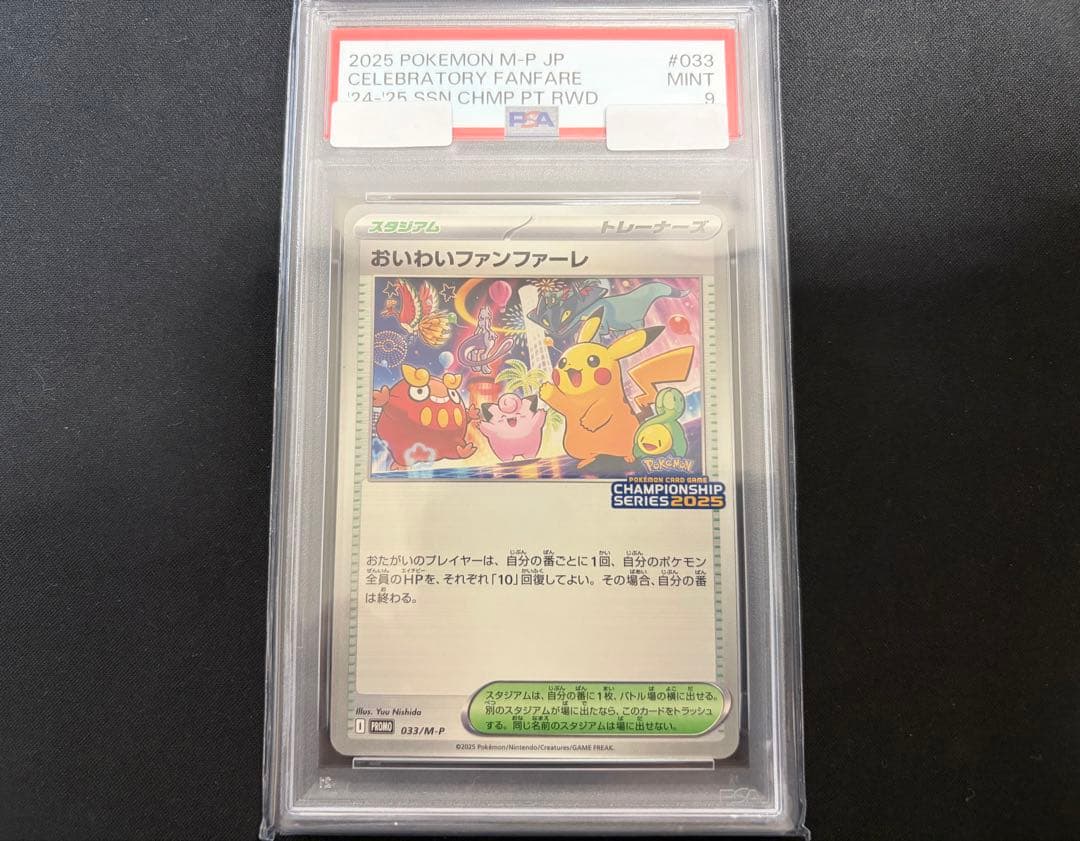 2025 POKEMON M-P JP #033
CELEBRATORY FANFARE MINT
'24-'25 SSN CHMP PT RWD 9
PSA
スタジアム トレーナーズ
おいわいファンファーレ
Pokémon
POKÉMON CARD GAME
CHAMPIONSHIP
SERIES 2025
おたがいのプレイヤーは、自分の番ごとに1回、自分のポケモン
全員のHPを、それぞれ「10」回復してよい。その場合、自分の番
は終わる。
スタジアムは、自分の番に1枚、バトル場の横に出せる。
別のスタジアムが場に出たなら、このカードをトラッシュ
する。同じ名前のスタジアムは場に出せない。
Illus. Yuu Nishida
I PROMO 033/M-P
©2025 Pokémon/Nintendo/Creatures/GAME FREAK.
PSA